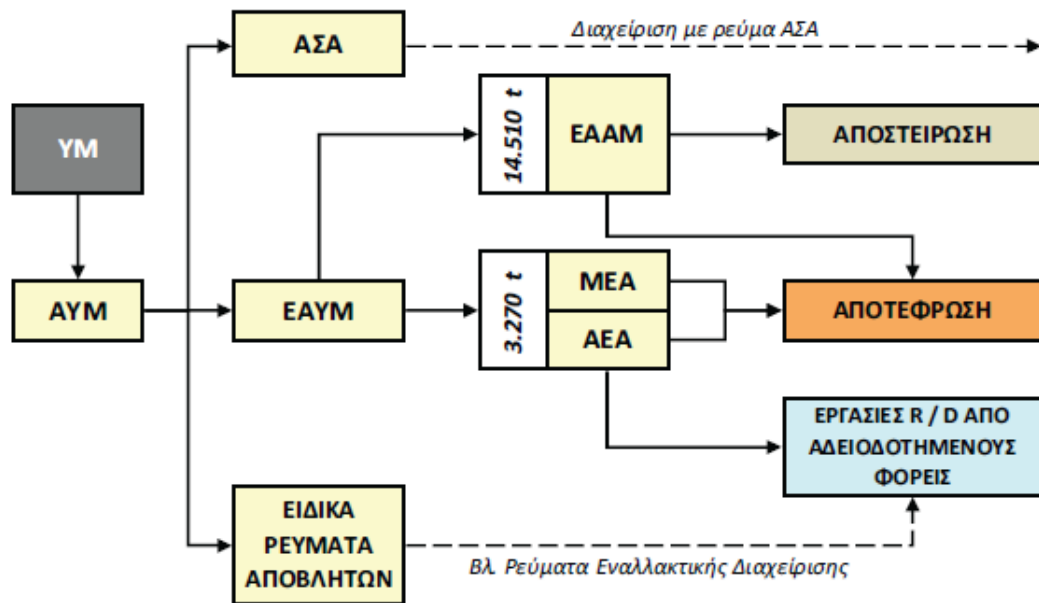 ΑΣΑ
Διαχείριση με ρεύμα ΑΣΑ
ΥΜ
14.510 t
ΕΑΑΜ
ΑΠΟΣΤΕΙΡΩΣΗ
ΑΥΜ
ΕΑΥΜ
3.270 t
ΜΕΑ
ΑΕΑ
ΑΠΟΤΕΦΡΩΣΗ
ΕΡΓΑΣΙΕΣ R / D ΑΠΟ
ΑΔΕΙΟΔΟΤΗΜΕΝΟΥΣ
ΦΟΡΕΙΣ
ΕΙΔΙΚΑ
ΡΕΥΜΑΤΑ
ΑΠΟΒΛΗΤΩΝ
Βλ. Ρεύματα Εναλλακτικής Διαχείρισης